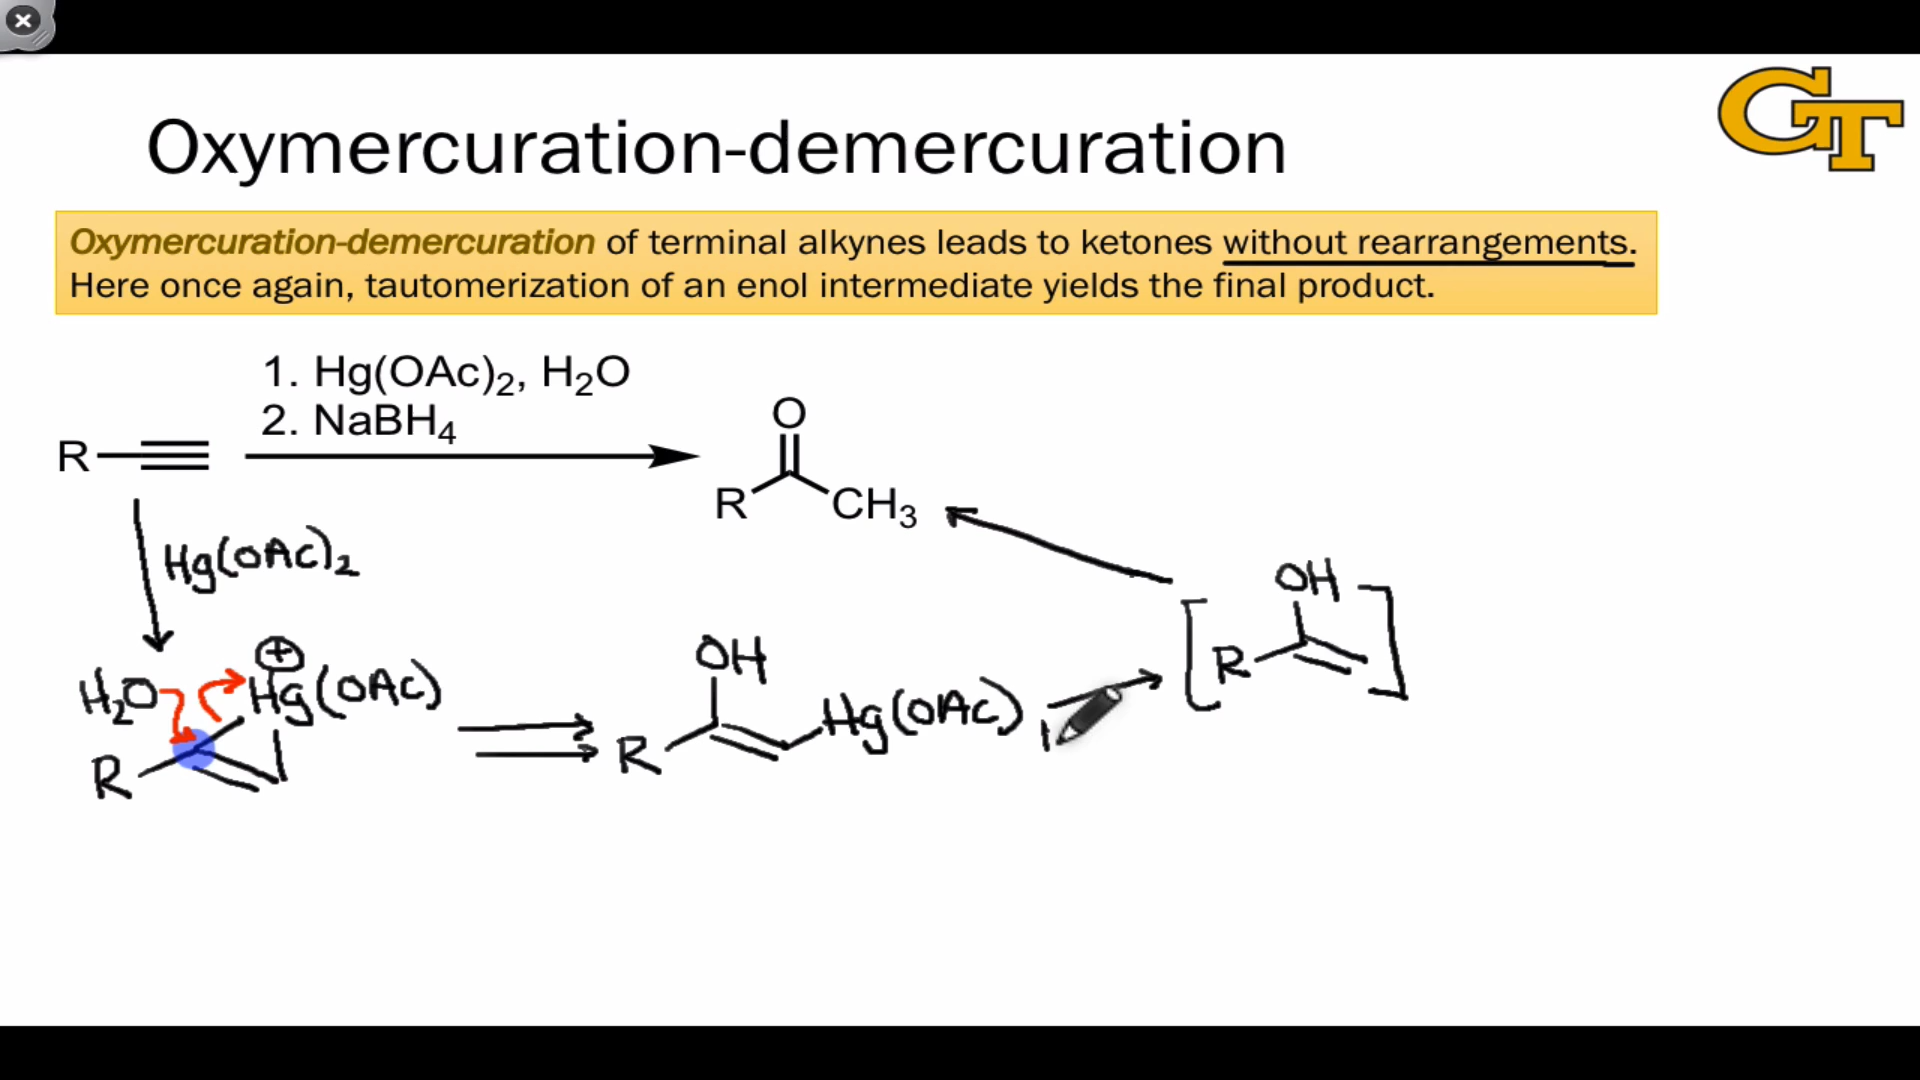 GT
Oxymercuration-demercuration
Oxymercuration-demercuration of terminal alkynes leads to ketones without rearrangements.
Here once again, tautomerization of an enol intermediate yields the final product.
1. Hg(OAc)₂, H₂O
2. NaBH₄
R
O
R CH₃
Hg(OAc)₂
OH
R
H₂O
+
Hg(OAc)
R
OH
R
Hg(OAc)